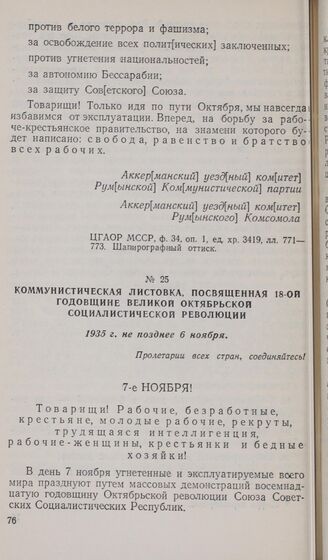 против белого террора и фашизма;
за освобождение всех полит[ических] заключенных;
против угнетения национальностей;
за автономию Бессарабии;
за защиту Сов[етского] Союза.
Товарищи! Только идя по пути Октября, мы навсегда
избавимся от эксплуатации. Вперед, на борьбу за рабо-
че-крестьянское правительство, на знамени которого бу-
дет написано: свобода, равенство и братство
всех рабочих.
Аккер[манский] уезд[ный] ком[итет]
Рум[ынской] Ком[мунистической] партии
Аккер[манский] уезд[ный] ком[итет]
Рум[ынского] Комсомола
ЦГАОР МССР, ф. 34, оп. 1, ед. хр. 3419, лл. 771—
773. Шапирографный оттиск.
№ 25
КОММУНИСТИЧЕСКАЯ ЛИСТОВКА, ПОСВЯЩЕННАЯ 18-ОЙ
ГОДОВЩИНЕ ВЕЛИКОЙ ОКТЯБРЬСКОЙ
СОЦИАЛИСТИЧЕСКОЙ РЕВОЛЮЦИИ
1935 г. не позднее 6 ноября.
Пролетарии всех стран, соединяйтесь!
7-е НОЯБРЯ!
Товарищи! Рабочие, безработные,
крестьяне, молодые рабочие, рекруты,
трудящаяся интеллигенция,
рабочие-женщины, крестьянки и бедные
хозяйки!
В день 7 ноября угнетенные и эксплуатируемые всего
мира празднуют путем массовых демонстраций восемнад-
цатую годовщину Октябрьской революции Союза Совет-
ских Социалистических Республик.
76